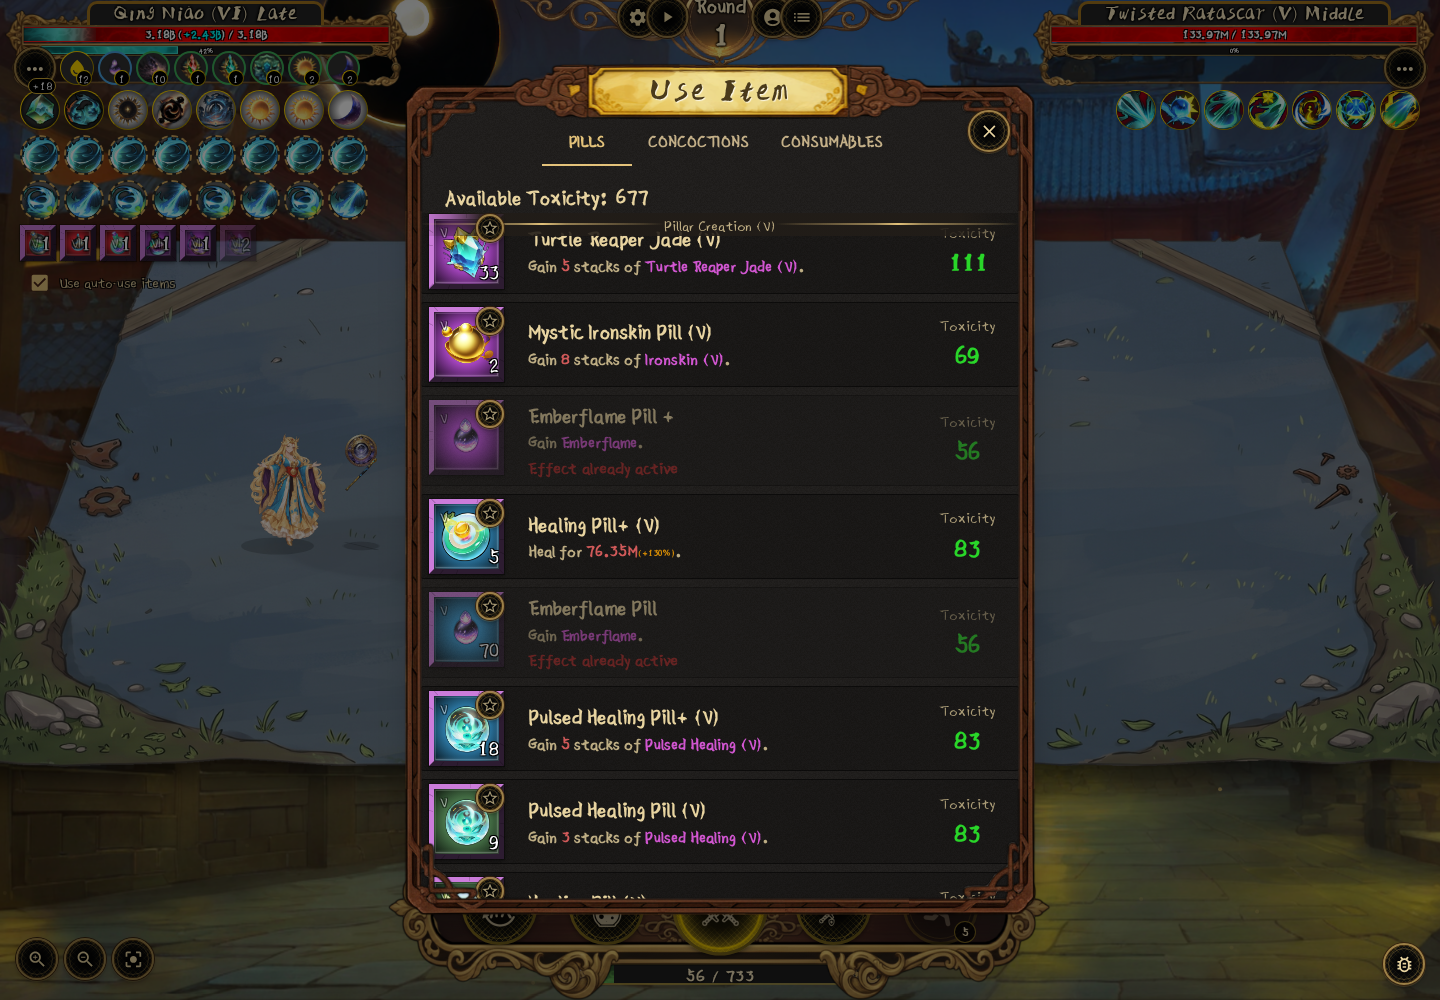 Qing Niao (VI) Late
3.18B (+2.43B) / 3.18B
42%
Round
1
Twisted Ratascar (V) Middle
133.97M / 133.97M
0%
+18
Use Item
PILLS
CONCOCTIONS
CONSUMABLES
Available Toxicity: 677
Pillar Creation (V)
Use auto-use items
V
33
Turtle Reaper Jade (V)
Gain 5 stacks of Turtle Reaper Jade (V).
Toxicity
111
V
2
Mystic Ironskin Pill (V)
Gain 8 stacks of Ironskin (V).
Toxicity
69
V
Emberflame Pill +
Gain Emberflame.
Effect already active
Toxicity
56
V
5
Healing Pill+ (V)
Heal for 76.35M(+130%).
Toxicity
83
V
70
Emberflame Pill
Gain Emberflame.
Effect already active
Toxicity
56
V
18
Pulsed Healing Pill+ (V)
Gain 5 stacks of Pulsed Healing (V).
Toxicity
83
V
9
Pulsed Healing Pill (V)
Gain 3 stacks of Pulsed Healing (V).
Toxicity
83
5
56 / 733